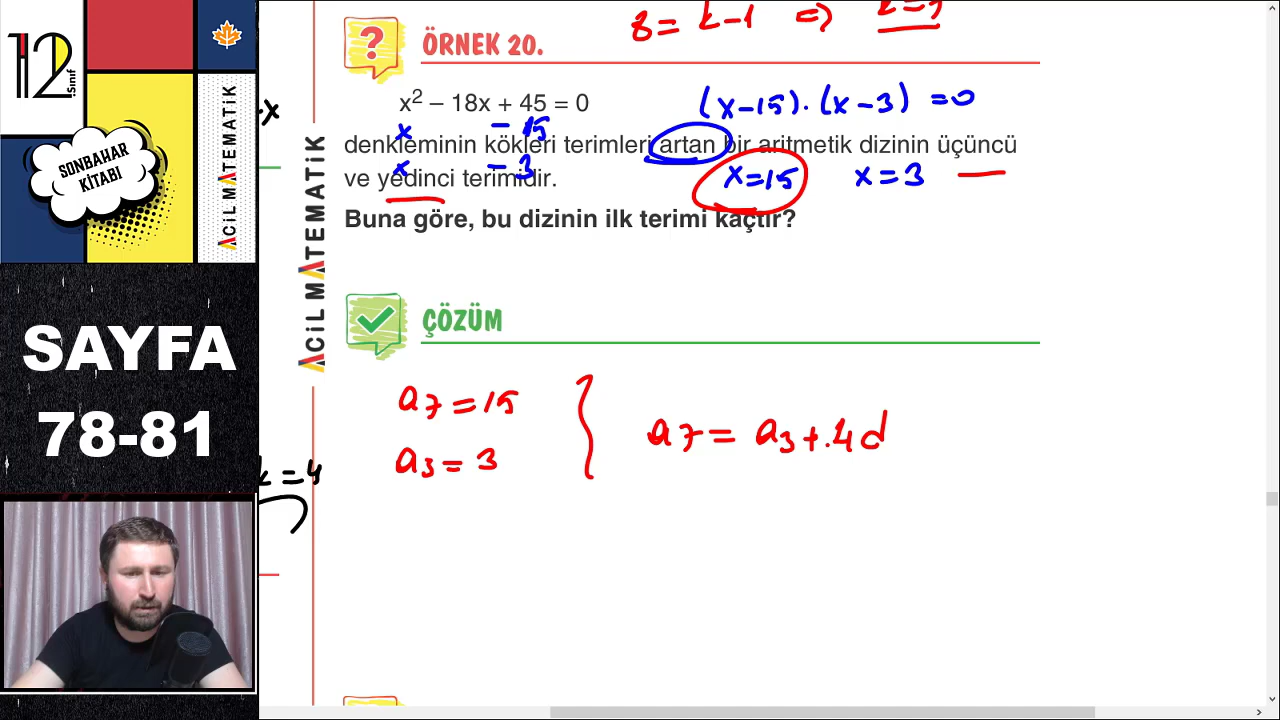 12
.Sınıf
SONBAHAR
KİTABI
ACİL MATEMATİK
SAYFA
78-81
x
k = 4
ACİL MATEMATİK
8 = k - 1 ⇒
ÖRNEK 20.
x² – 18x + 45 = 0
(x-15).(x-3) = 0
x - 15
denkleminin kökleri terimleri artan bir aritmetik dizinin üçüncü
x - 3
x=15 x=3
ve yedinci terimidir.
Buna göre, bu dizinin ilk terimi kaçtır?
ÇÖZÜM
a₇ = 15
a₃ = 3
a₇ = a₃ + 4d